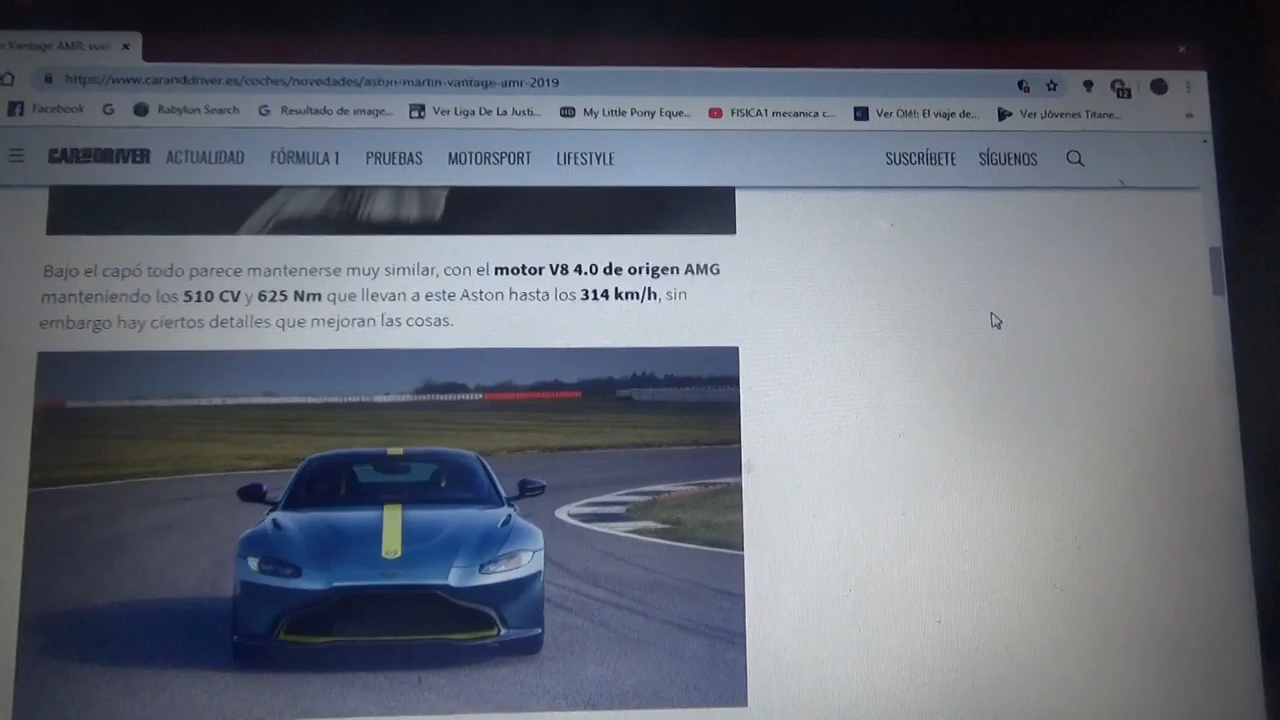 Vantage AMR: vue
https://www.caranddriver.es/coches/novedades/aston-martin-vantage-amr-2019
Facebook
Babylon Search
Resultado de image...
Ver Liga De La Justi...
My Little Pony Eque...
FISICA1 mecanica c...
Ver Olé!: El viaje de...
Ver Jóvenes Titane...
CAR AND DRIVER ACTUALIDAD FÓRMULA 1 PRUEBAS MOTORSPORT LIFESTYLE SUSCRÍBETE SÍGUENOS
Bajo el capó todo parece mantenerse muy similar, con el motor V8 4.0 de origen AMG
manteniendo los 510 CV y 625 Nm que llevan a este Aston hasta los 314 km/h, sin
embargo hay ciertos detalles que mejoran las cosas.